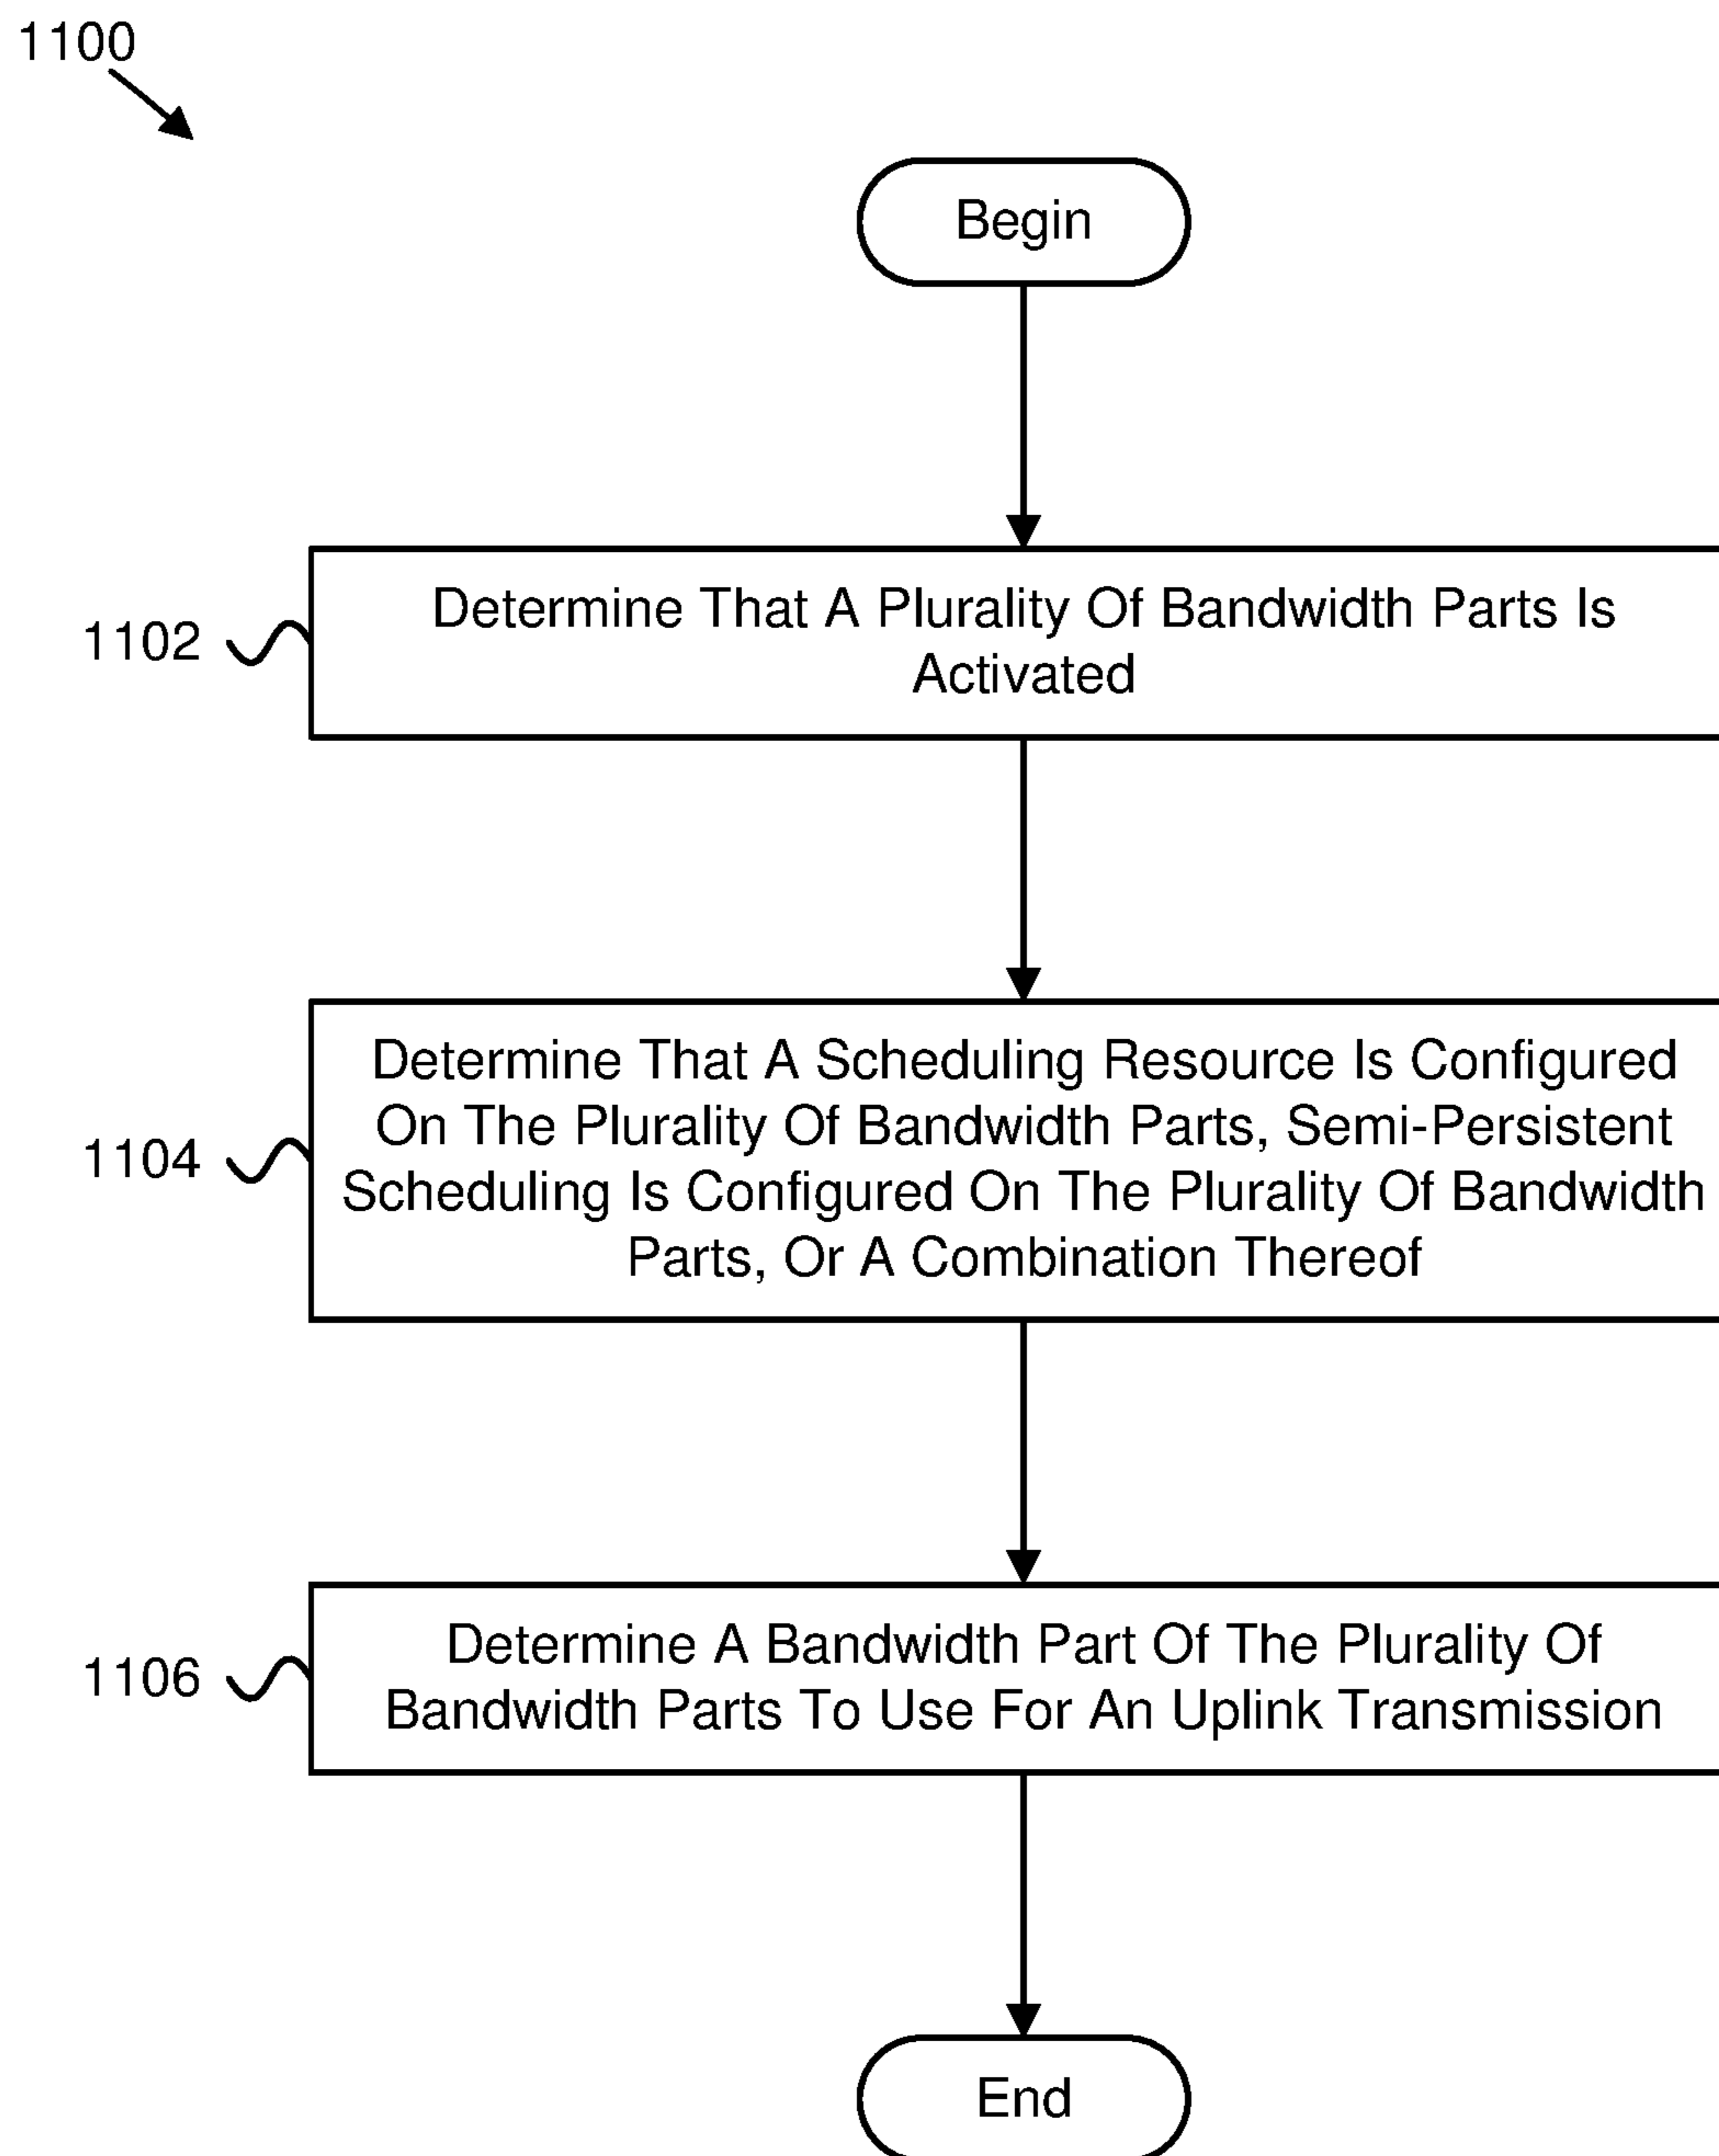 1100
Begin
1102
Determine That A Plurality Of Bandwidth Parts Is
Activated
1104
Determine That A Scheduling Resource Is Configured
On The Plurality Of Bandwidth Parts, Semi-Persistent
Scheduling Is Configured On The Plurality Of Bandwidth
Parts, Or A Combination Thereof
1106
Determine A Bandwidth Part Of The Plurality Of
Bandwidth Parts To Use For An Uplink Transmission
End